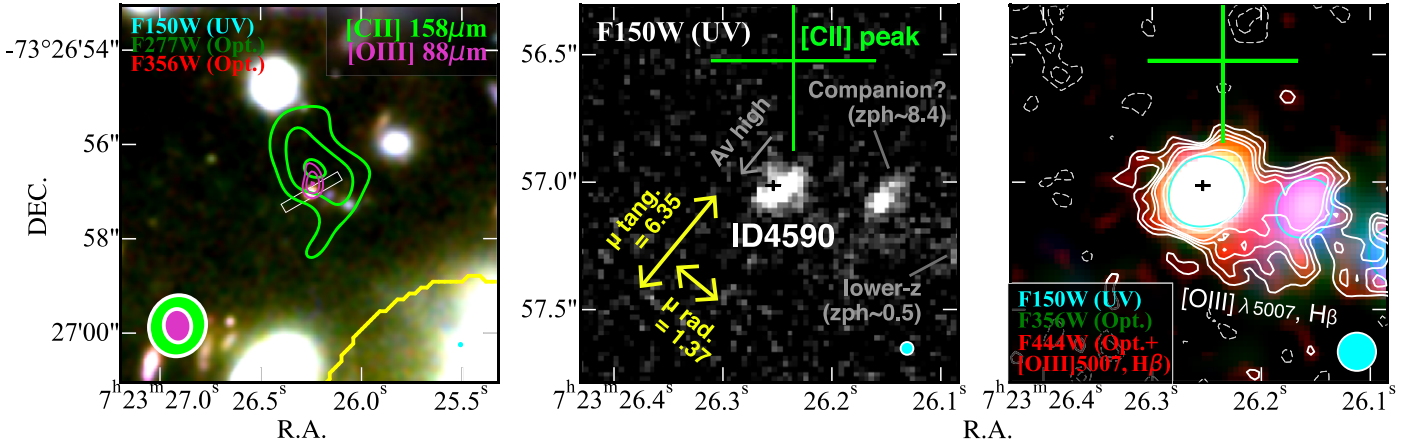 F150W (UV)
F277W (Opt.)
F356W (Opt.)
[CII] 158μm
[OIII] 88μm
-73°26'54"
56"
58"
27'00"
DEC.
7ʰ23ᵐ27.0ˢ
26.5ˢ
26.0ˢ
25.5ˢ
R.A.
F150W (UV)
[CII] peak
Companion?
(zph~8.4)
Av high
ID4590
μ tang.
= 6.35
μ rad.
= 1.37
lower-z
(zph~0.5)
56.5"
57.0"
57.5"
7ʰ23ᵐ26.4ˢ
26.3ˢ
26.2ˢ
26.1ˢ
[OIII] λ5007, Hβ
F150W (UV)
F356W (Opt.)
F444W (Opt.+
[OIII]5007, Hβ)
7ʰ23ᵐ26.4ˢ
26.3ˢ
26.2ˢ
26.1ˢ
R.A.